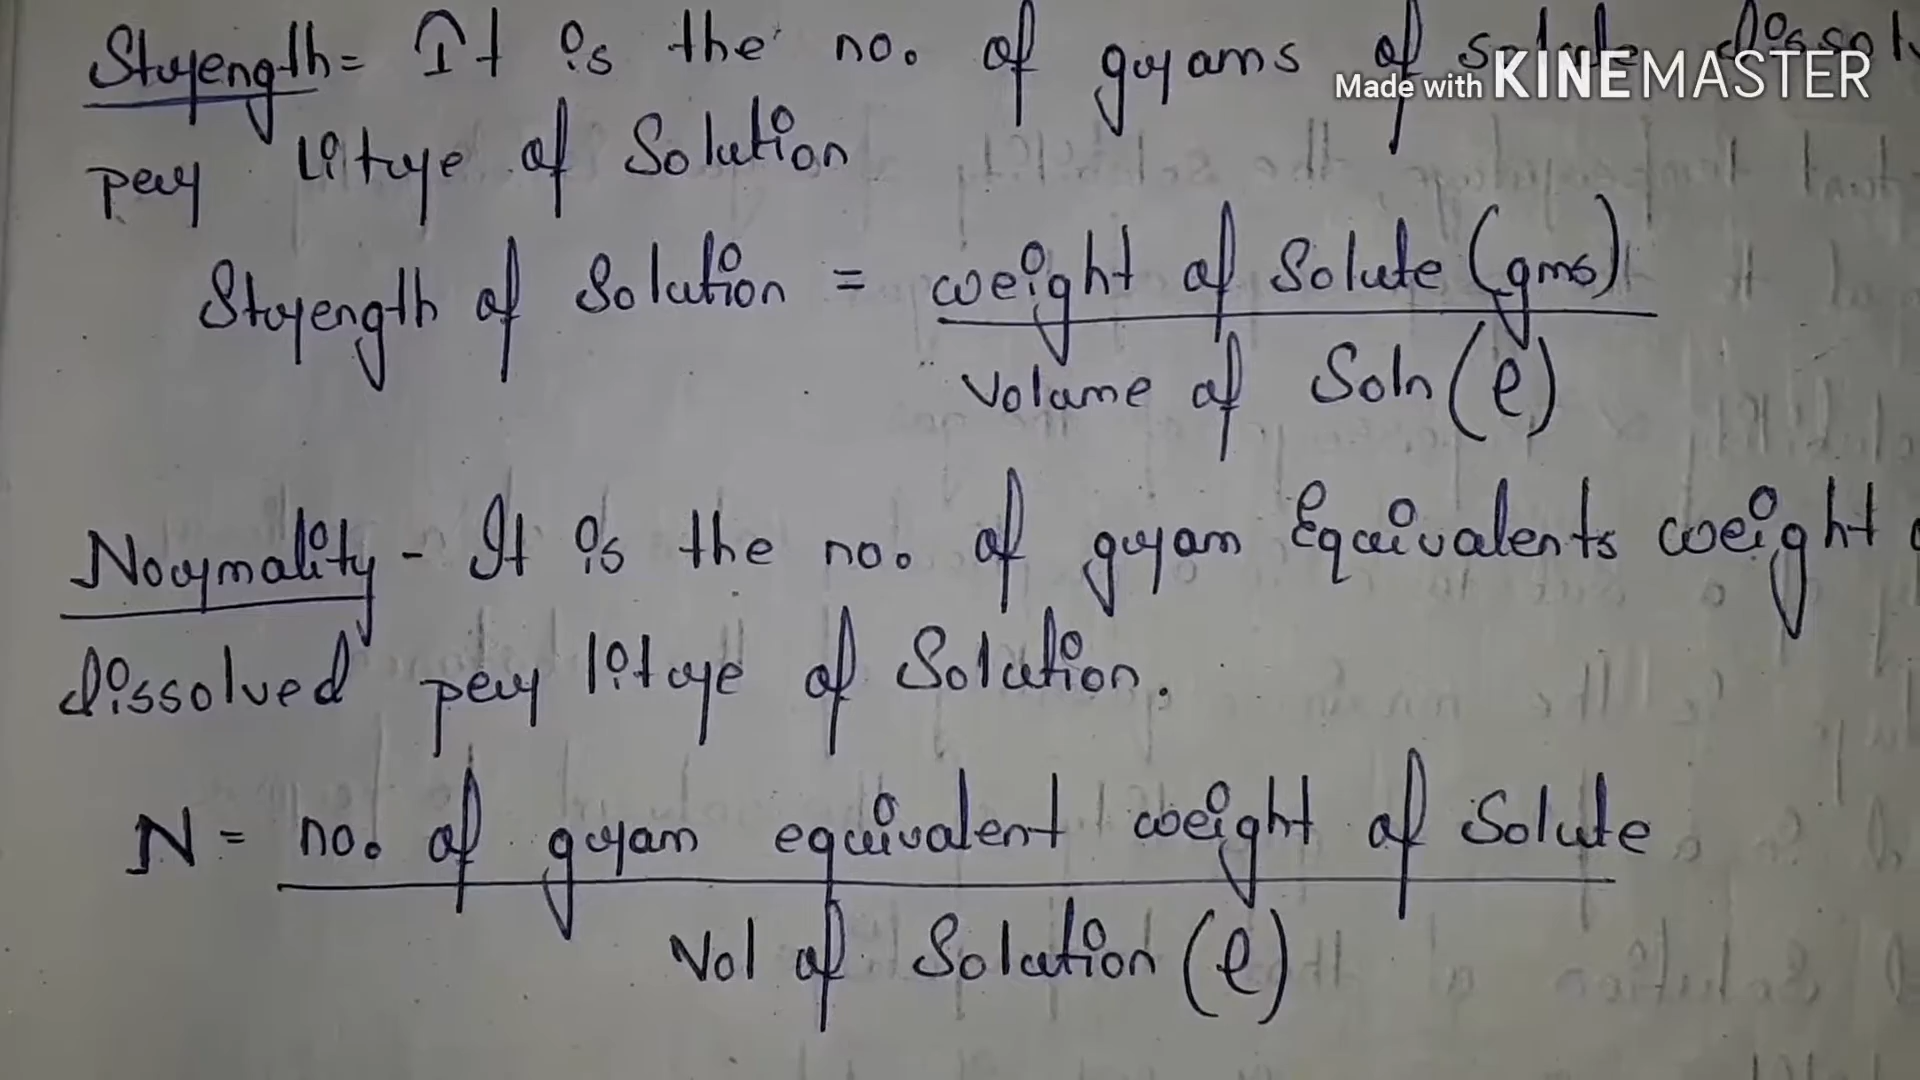 Strength = It is the no. of grams of solute dissolv
Made with KINEMASTER
per litre of Solution
Strength of Solution = weight of Solute (gms)
Volume of Soln (l)
Normality - It is the no. of gram Equivalents weight
dissolved per litre of Solution.
N = no. of gram equivalent weight of Solute
Vol of Solution (l)